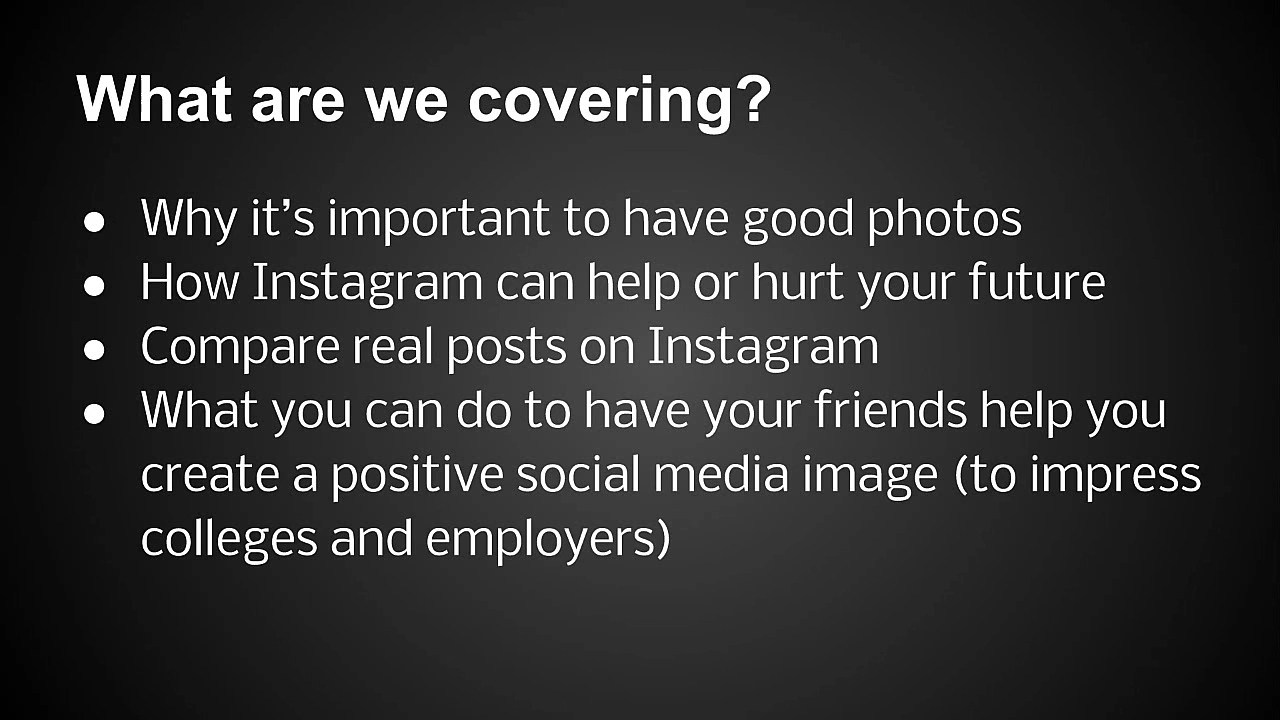 What are we covering?
● Why it’s important to have good photos
● How Instagram can help or hurt your future
● Compare real posts on Instagram
● What you can do to have your friends help you
create a positive social media image (to impress
colleges and employers)